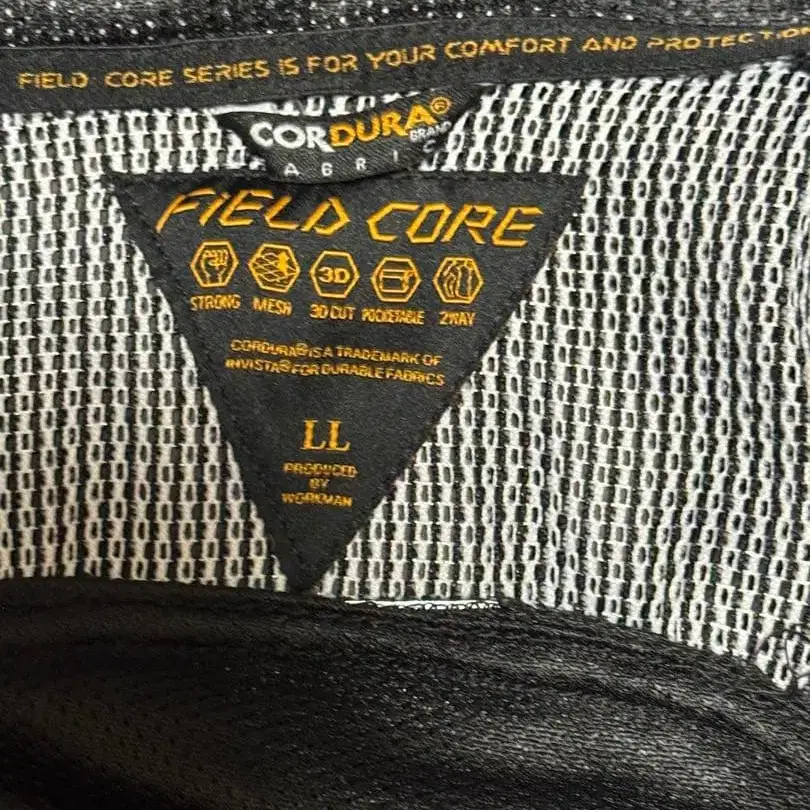 FIELD CORE SERIES IS FOR YOUR COMFORT AND PROTECTION
CORDURA®
BRAND
FABRIC
FIELD CORE
3D
STRONG MESH 3D CUT POCKETABLE 2WAY
CORDURA® IS A TRADEMARK OF
INVISTA® FOR DURABLE FABRICS
LL
PRODUCED
BY
WORKMAN